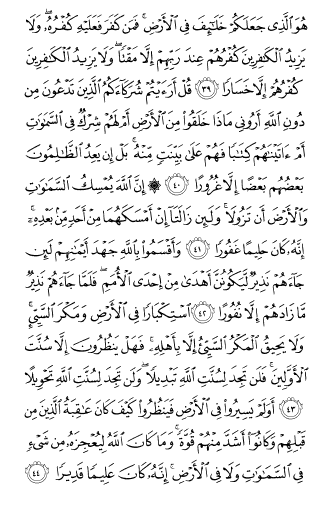 هُوَ ٱلَّذِى جَعَلَكُمْ خَلَـٰٓئِفَ فِى ٱلْأَرْضِ ۚ فَمَن كَفَرَ فَعَلَيْهِ كُفْرُهُۥ ۖ وَلَا
يَزِيدُ ٱلْكَـٰفِرِينَ كُفْرُهُمْ عِندَ رَبِّهِمْ إِلَّا مَقْتًا ۖ وَلَا يَزِيدُ ٱلْكَـٰفِرِينَ
كُفْرُهُمْ إِلَّا خَسَارًا ٣٩ قُلْ أَرَءَيْتُمْ شُرَكَآءَكُمُ ٱلَّذِينَ تَدْعُونَ مِن
دُونِ ٱللَّهِ أَرُونِى مَاذَا خَلَقُوا۟ مِنَ ٱلْأَرْضِ أَمْ لَهُمْ شِرْكٌ فِى ٱلسَّمَـٰوَٰتِ
أَمْ ءَاتَيْنَـٰهُمْ كِتَـٰبًا فَهُمْ عَلَىٰ بَيِّنَتٍ مِّنْهُ ۚ بَلْ إِن يَعِدُ ٱلظَّـٰلِمُونَ
بَعْضُهُم بَعْضًا إِلَّا غُرُورًا ٤٠ ۞ إِنَّ ٱللَّهَ يُمْسِكُ ٱلسَّمَـٰوَٰتِ
وَٱلْأَرْضَ أَن تَزُولَا ۚ وَلَئِن زَالَتَآ إِنْ أَمْسَكَهُمَا مِنْ أَحَدٍ مِّنۢ بَعْدِهِۦٓ ۚ
إِنَّهُۥ كَانَ حَلِيمًا غَفُورًا ٤١ وَأَقْسَمُوا۟ بِٱللَّهِ جَهْدَ أَيْمَـٰنِهِمْ لَئِن
جَآءَهُمْ نَذِيرٌ لَّيَكُونُنَّ أَهْدَىٰ مِنْ إِحْدَى ٱلْأُمَمِ ۖ فَلَمَّا جَآءَهُمْ نَذِيرٌ
مَّا زَادَهُمْ إِلَّا نُفُورًا ٤٢ ٱسْتِكْبَارًا فِى ٱلْأَرْضِ وَمَكْرَ ٱلسَّيِّئِ ۚ
وَلَا يَحِيقُ ٱلْمَكْرُ ٱلسَّيِّئُ إِلَّا بِأَهْلِهِۦ ۚ فَهَلْ يَنظُرُونَ إِلَّا سُنَّتَ
ٱلْأَوَّلِينَ ۚ فَلَن تَجِدَ لِسُنَّتِ ٱللَّهِ تَبْدِيلًا ۖ وَلَن تَجِدَ لِسُنَّتِ ٱللَّهِ تَحْوِيلًا
٤٣ أَوَلَمْ يَسِيرُوا۟ فِى ٱلْأَرْضِ فَيَنظُرُوا۟ كَيْفَ كَانَ عَـٰقِبَةُ ٱلَّذِينَ مِن
قَبْلِهِمْ وَكَانُوٓا۟ أَشَدَّ مِنْهُمْ قُوَّةً ۚ وَمَا كَانَ ٱللَّهُ لِيُعْجِزَهُۥ مِن شَىْءٍ
فِى ٱلسَّمَـٰوَٰتِ وَلَا فِى ٱلْأَرْضِ ۚ إِنَّهُۥ كَانَ عَلِيمًا قَدِيرًا ٤٤